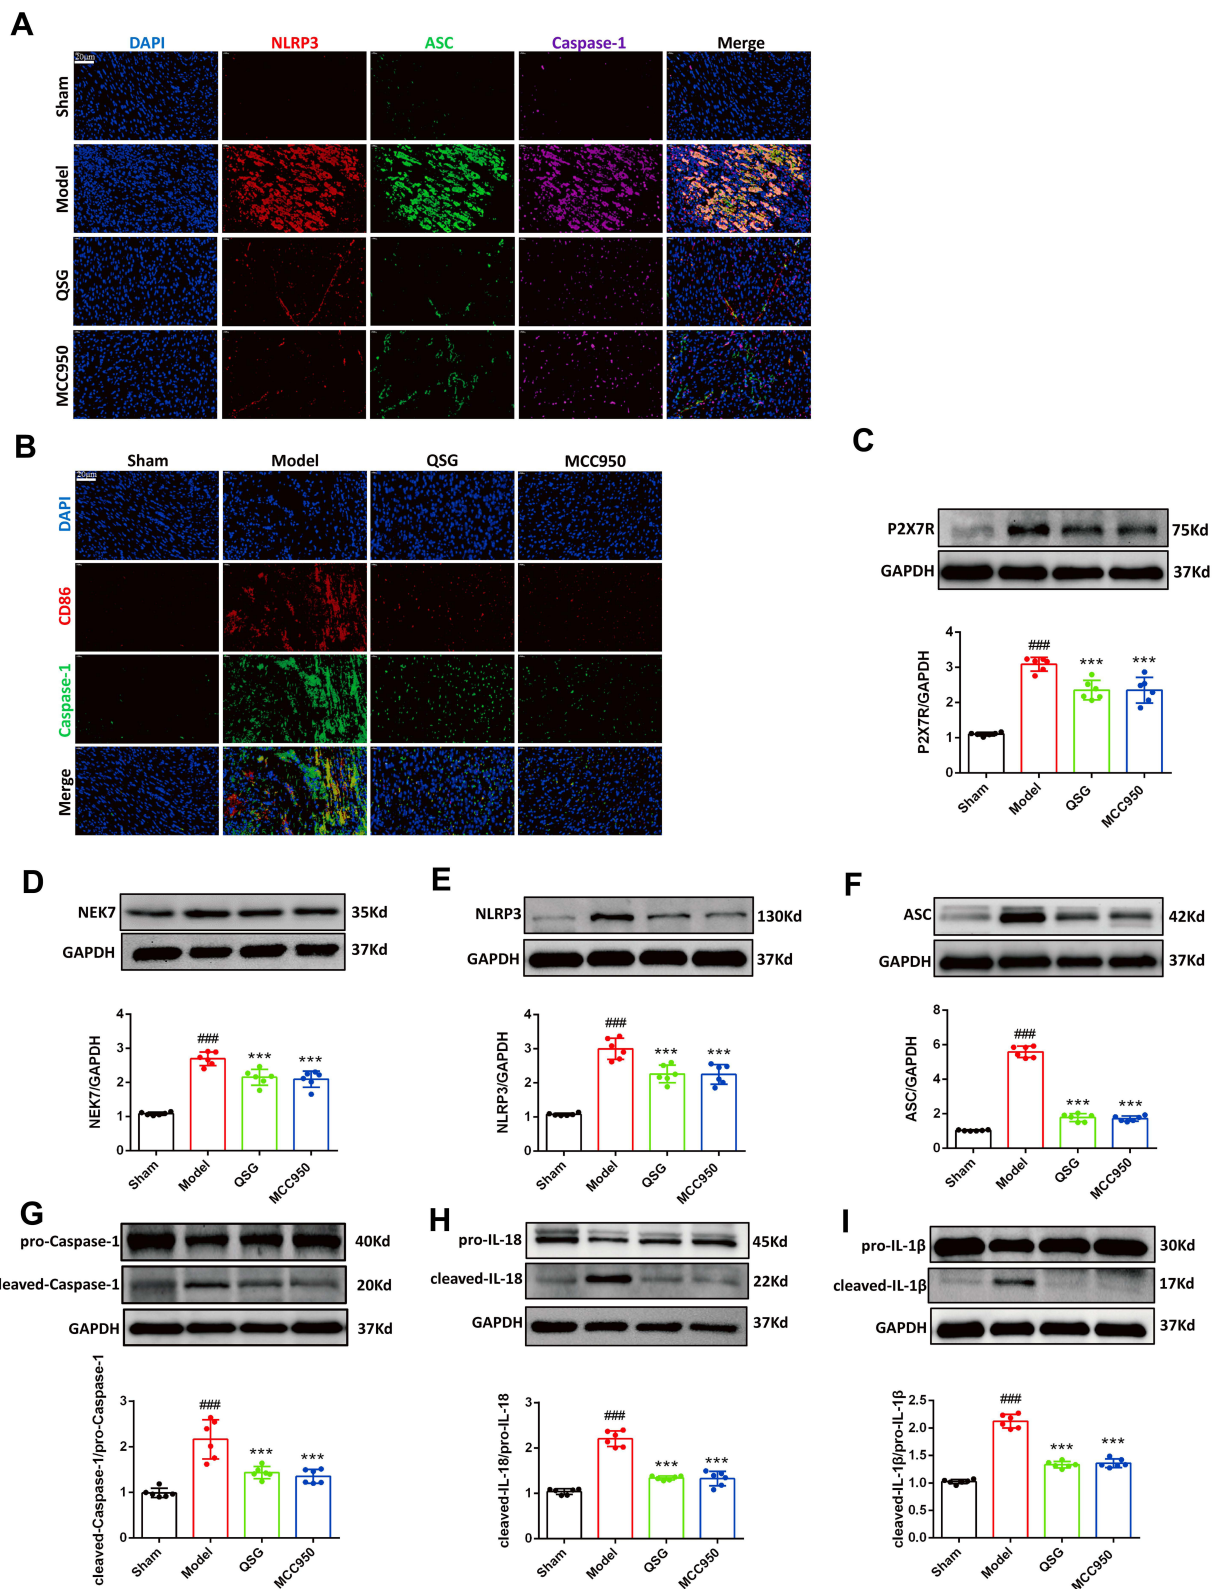 A
DAPI NLRP3 ASC Caspase-1 Merge
20μm
Sham
Model
QSG
MCC950
B
Sham Model QSG MCC950
20μm
DAPI
CD86
Caspase-1
Merge
C
P2X7R 75Kd
GAPDH 37Kd
P2X7R/GAPDH
4
3
2
1
0
###
***
***
Sham Model QSG MCC950
D
NEK7 35Kd
GAPDH 37Kd
NEK7/GAPDH
4
3
2
1
0
###
***
***
Sham Model QSG MCC950
E
NLRP3 130Kd
GAPDH 37Kd
NLRP3/GAPDH
4
3
2
1
0
###
***
***
Sham Model QSG MCC950
F
ASC 42Kd
GAPDH 37Kd
ASC/GAPDH
8
6
4
2
0
###
***
***
Sham Model QSG MCC950
G
pro-Caspase-1 40Kd
leaved-Caspase-1 20Kd
GAPDH 37Kd
cleaved-Caspase-1/pro-Caspase-1
3
2
1
0
###
***
***
Sham Model QSG MCC950
H
pro-IL-18 45Kd
cleaved-IL-18 22Kd
GAPDH 37Kd
cleaved-IL-18/pro-IL-18
3
2
1
0
###
***
***
Sham Model QSG MCC950
I
pro-IL-1β 30Kd
cleaved-IL-1β 17Kd
GAPDH 37Kd
cleaved-IL-1β/pro-IL-1β
2.5
2.0
1.5
1.0
0.5
0.0
###
***
***
Sham Model QSG MCC950